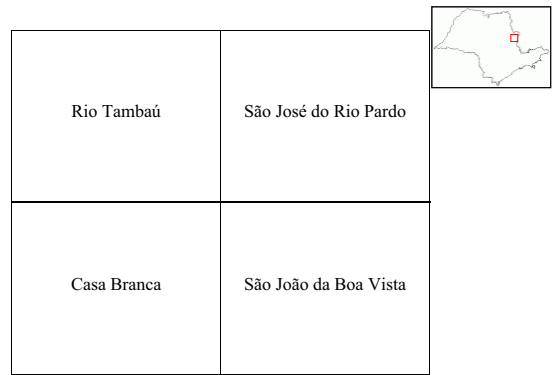 Rio Tambaú
São José do Rio Pardo
Casa Branca
São João da Boa Vista